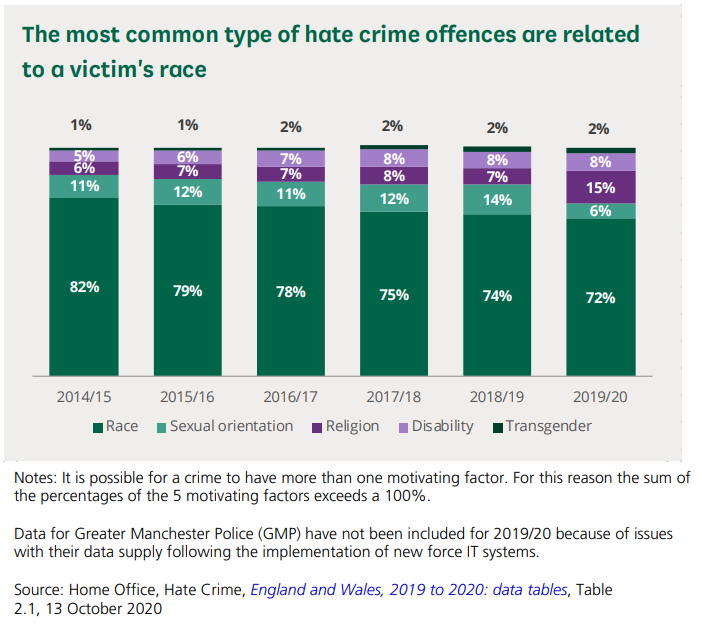 The most common type of hate crime offences are related
to a victim's race
1% 1% 2% 2% 2% 2%
5% 6% 7% 8% 8% 8%
6% 7% 7% 8% 7% 15%
11% 12% 11% 12% 14% 6%
82% 79% 78% 75% 74% 72%
2014/15 2015/16 2016/17 2017/18 2018/19 2019/20
Race Sexual orientation Religion Disability Transgender
Notes: It is possible for a crime to have more than one motivating factor. For this reason the sum of
the percentages of the 5 motivating factors exceeds a 100%.
Data for Greater Manchester Police (GMP) have not been included for 2019/20 because of issues
with their data supply following the implementation of new force IT systems.
Source: Home Office, Hate Crime, England and Wales, 2019 to 2020: data tables, Table
2.1, 13 October 2020